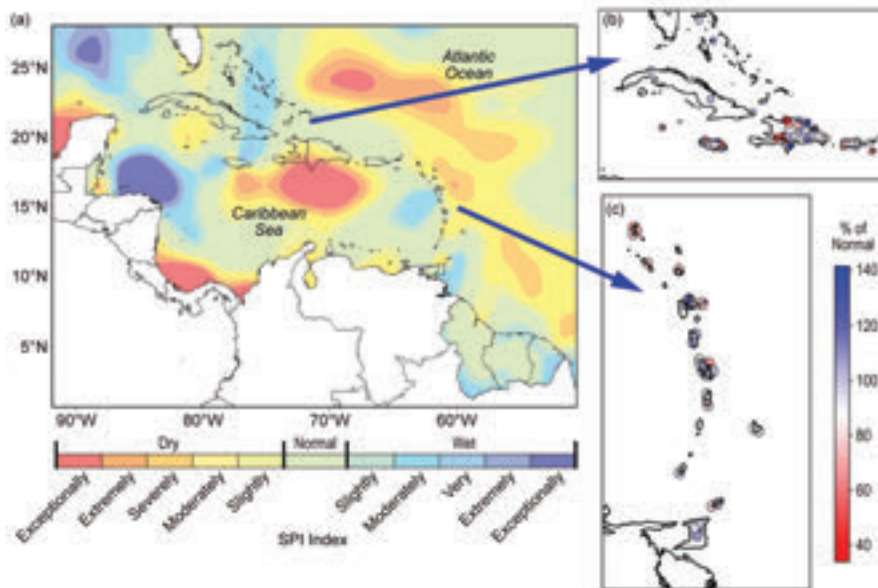 (a)
Atlantic
Ocean
Caribbean
Sea
25°N
20°N
15°N
10°N
5°N
90°W
80°W
70°W
60°W
Dry
Normal
Wet
Exceptionally
Extremely
Severely
Moderately
Slightly
Slightly
Moderately
Very
Extremely
Exceptionally
SPI Index
(b)
(c)
% of
Normal
140
120
100
80
60
40